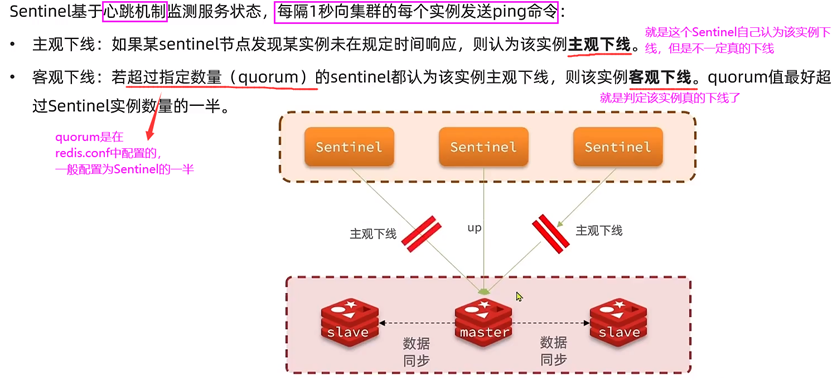 Sentinel基于心跳机制监测服务状态，每隔1秒向集群的每个实例发送ping命令：
• 主观下线：如果某sentinel节点发现某实例未在规定时间响应，则认为该实例主观下线。
就是这个Sentinel自己认为该实例下
线，但是不一定真的下线
• 客观下线：若超过指定数量（quorum）的sentinel都认为该实例主观下线，则该实例客观下线。quorum值最好超
过Sentinel实例数量的一半。
就是判定该实例真的下线了
quorum是在
redis.conf中配置的，
一般配置为Sentinel的一半
Sentinel Sentinel Sentinel
主观下线 up 主观下线
slave master slave
数据 数据
同步 同步